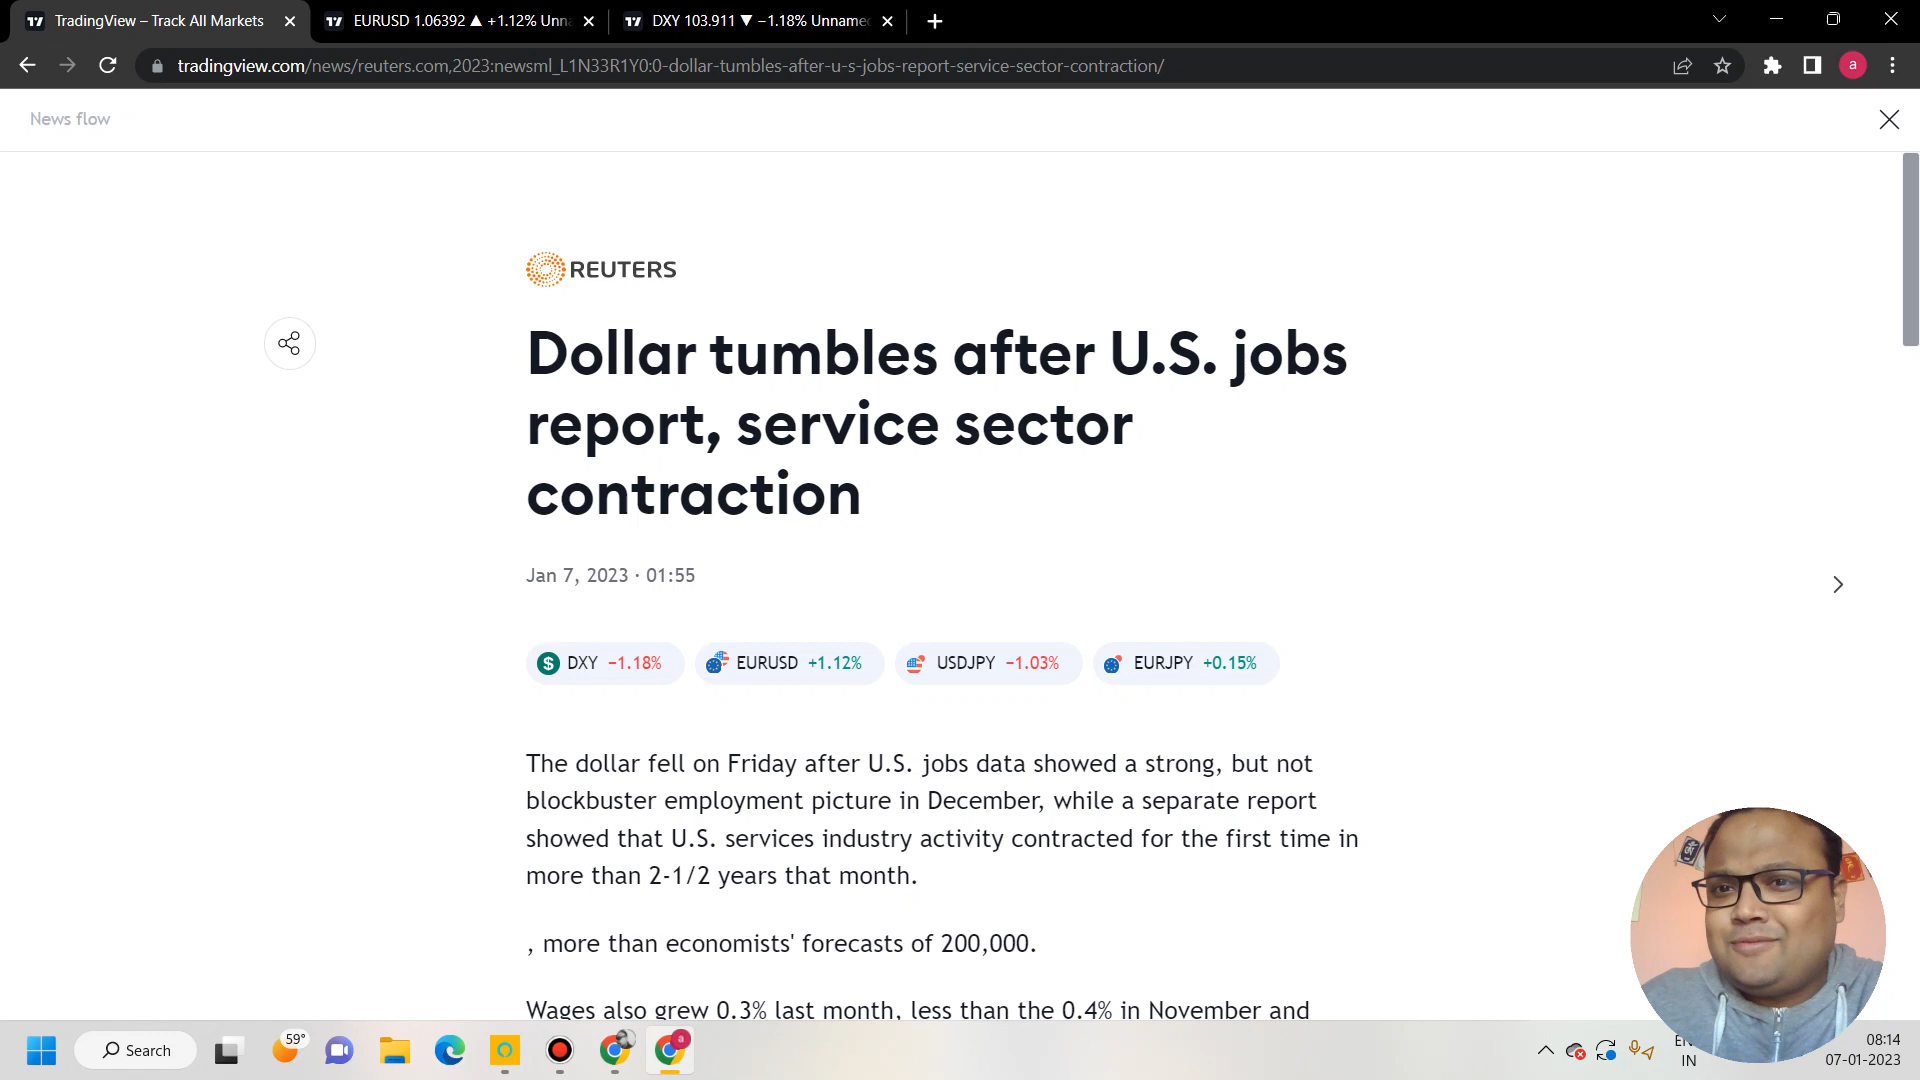 TradingView – Track All Markets
EURUSD 1.06392 ▲ +1.12% Unna
DXY 103.911 ▼ −1.18% Unname
tradingview.com/news/reuters.com,2023:newsml_L1N33R1Y0:0-dollar-tumbles-after-u-s-jobs-report-service-sector-contraction/
a
News flow
REUTERS
Dollar tumbles after U.S. jobs
report, service sector
contraction
Jan 7, 2023 · 01:55
$ DXY −1.18% EURUSD +1.12% USDJPY −1.03% EURJPY +0.15%
The dollar fell on Friday after U.S. jobs data showed a strong, but not
blockbuster employment picture in December, while a separate report
showed that U.S. services industry activity contracted for the first time in
more than 2-1/2 years that month.
, more than economists' forecasts of 200,000.
Wages also grew 0.3% last month, less than the 0.4% in November and
Search
59°
a
IN
08:14
07-01-2023